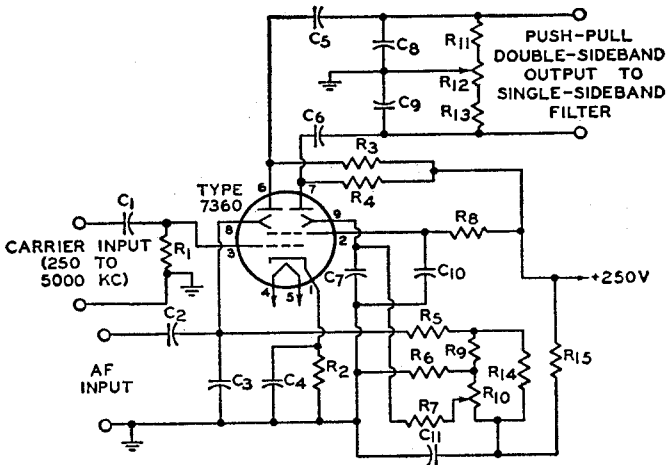 C5
C8
R11
PUSH-PULL
DOUBLE-SIDEBAND
OUTPUT TO
SINGLE-SIDEBAND
FILTER
R12
C9
R13
C6
R3
R4
TYPE
7360
6
7
8
9
3
2
4
5
1
C1
R1
CARRIER INPUT
(250 TO
5000 KC)
C2
R8
C7
C10
+250V
AF
INPUT
C3
C4
R2
R5
R6
R9
R14
R15
R7
R10
C11